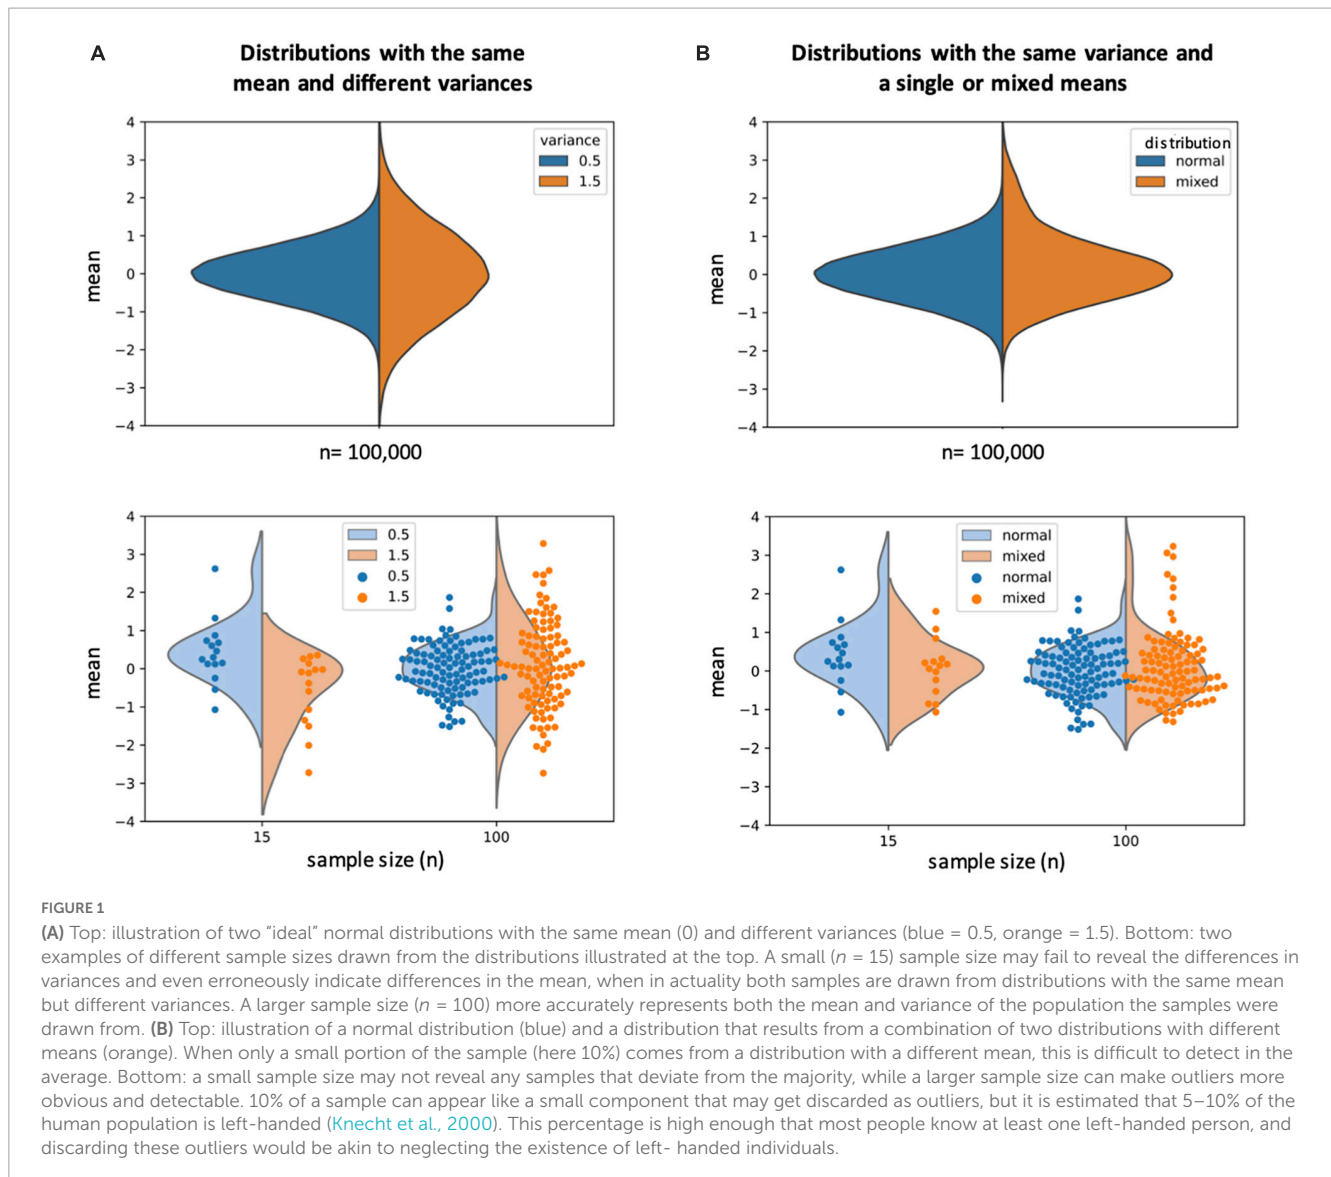 A
Distributions with the same
mean and different variances
4
3
2
1
0
−1
−2
−3
−4
mean
variance
0.5
1.5
n= 100,000
4
3
2
1
0
−1
−2
−3
−4
mean
0.5
1.5
0.5
1.5
15
100
sample size (n)
B
Distributions with the same variance and
a single or mixed means
4
3
2
1
0
−1
−2
−3
−4
mean
distribution
normal
mixed
n= 100,000
4
3
2
1
0
−1
−2
−3
−4
mean
normal
mixed
normal
mixed
15
100
sample size (n)
FIGURE 1
(A) Top: illustration of two "ideal" normal distributions with the same mean (0) and different variances (blue = 0.5, orange = 1.5). Bottom: two
examples of different sample sizes drawn from the distributions illustrated at the top. A small (n = 15) sample size may fail to reveal the differences in
variances and even erroneously indicate differences in the mean, when in actuality both samples are drawn from distributions with the same mean
but different variances. A larger sample size (n = 100) more accurately represents both the mean and variance of the population the samples were
drawn from. (B) Top: illustration of a normal distribution (blue) and a distribution that results from a combination of two distributions with different
means (orange). When only a small portion of the sample (here 10%) comes from a distribution with a different mean, this is difficult to detect in the
average. Bottom: a small sample size may not reveal any samples that deviate from the majority, while a larger sample size can make outliers more
obvious and detectable. 10% of a sample can appear like a small component that may get discarded as outliers, but it is estimated that 5–10% of the
human population is left-handed (Knecht et al., 2000). This percentage is high enough that most people know at least one left-handed person, and
discarding these outliers would be akin to neglecting the existence of left- handed individuals.